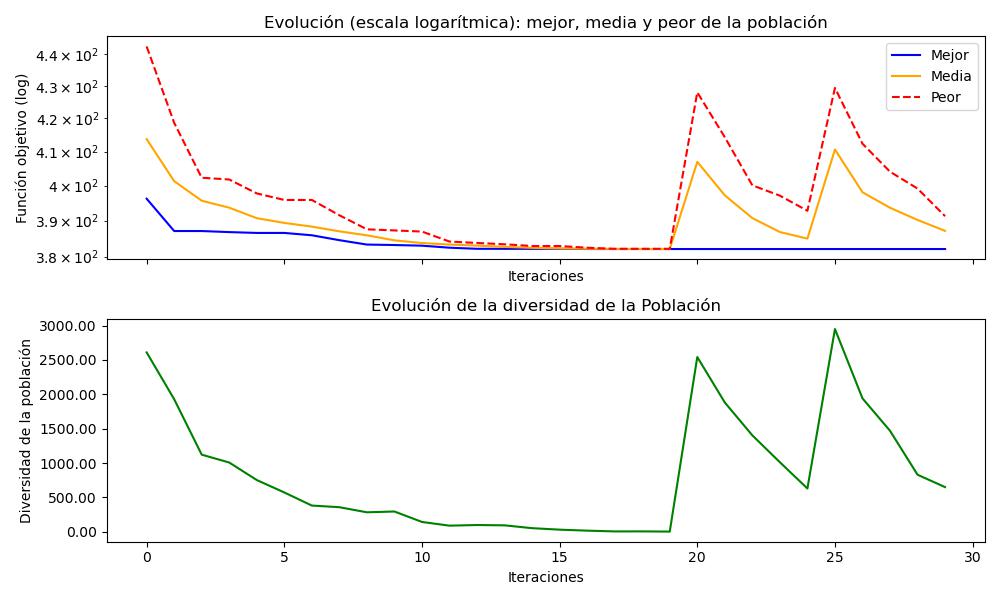 Evolución (escala logarítmica): mejor, media y peor de la población
Función objetivo (log)
4.4 × 10²
4.3 × 10²
4.2 × 10²
4.1 × 10²
4 × 10²
3.9 × 10²
3.8 × 10²
Mejor
Media
Peor
Iteraciones
Evolución de la diversidad de la Población
Diversidad de la población
3000.00
2500.00
2000.00
1500.00
1000.00
500.00
0.00
0 5 10 15 20 25 30
Iteraciones